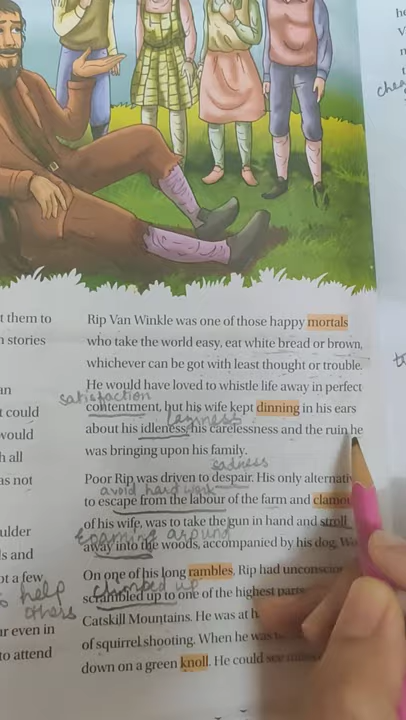 he
V
n
chea
t them to
n stories
an
t could
would
h all
as not
ulder
ls and
ot a few
s help
others
ar even in
to attend
Rip Van Winkle was one of those happy mortals
who take the world easy, eat white bread or brown,
whichever can be got with least thought or trouble.
He would have loved to whistle life away in perfect
satisfaction
contentment, but his wife kept dinning in his ears
laziness
about his idleness, his carelessness and the ruin he
was bringing upon his family.
sadness
Poor Rip was driven to despair. His only alternativ
avoid hard work
to escape from the labour of the farm and clamou
of his wife, was to take the gun in hand and stroll
roaming around
away into the woods, accompanied by his dog, Wo
On one of his long rambles, Rip had unconscio
climbed up
scrambled up to one of the highest parts
Catskill Mountains. He was at h
of squirrel shooting. When he was
down on a green knoll. He could see